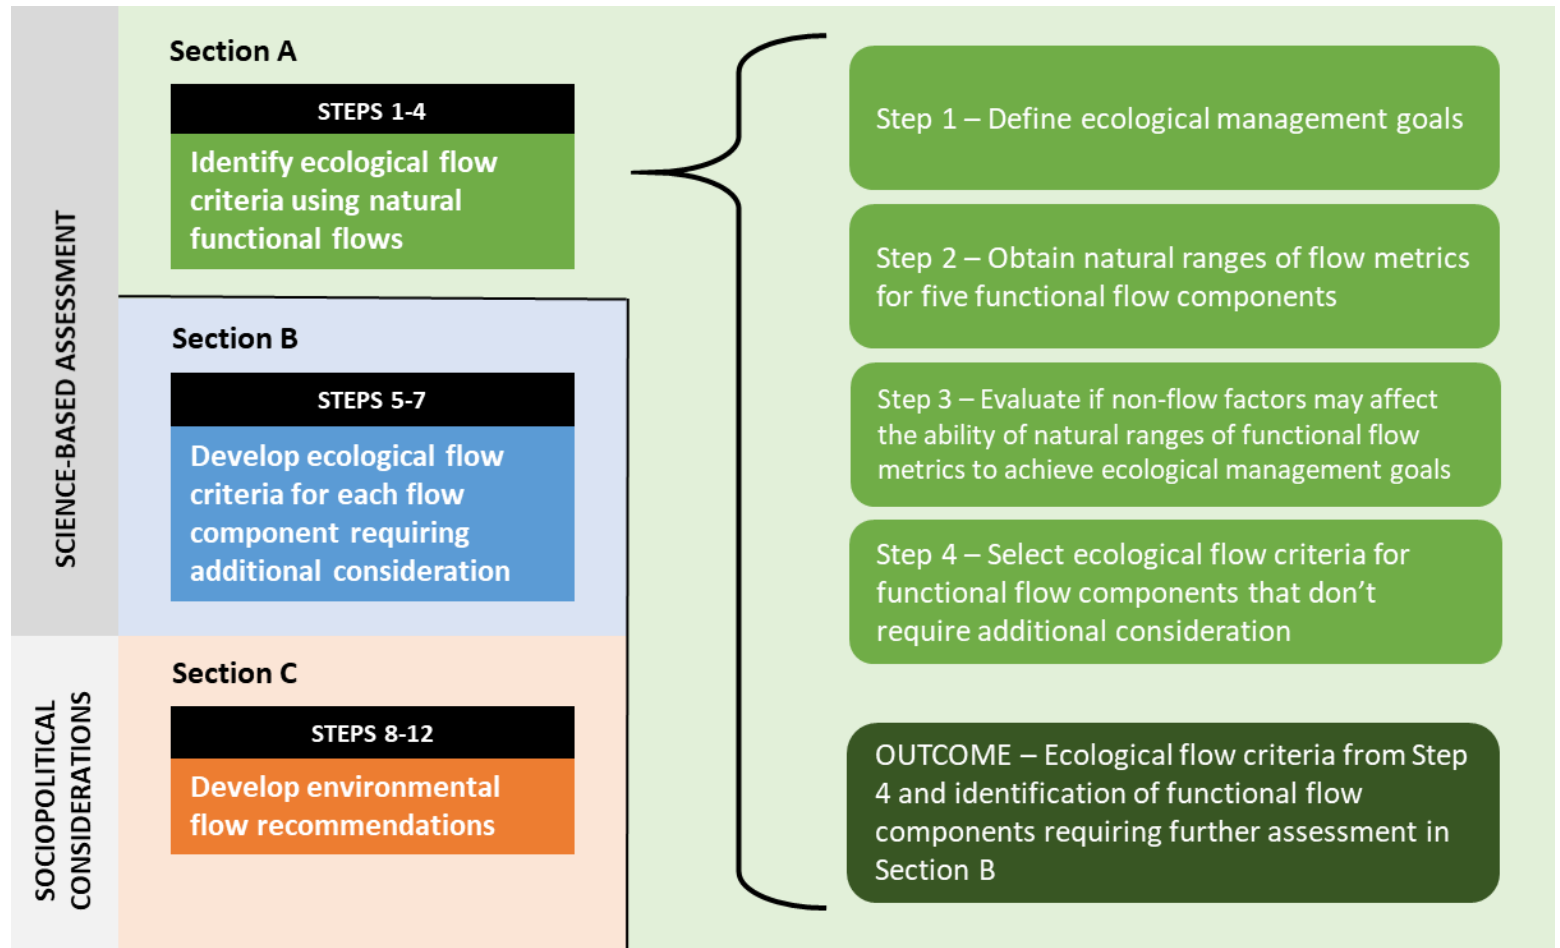 SCIENCE-BASED ASSESSMENT
Section A
STEPS 1-4
Identify ecological flow
criteria using natural
functional flows
Section B
STEPS 5-7
Develop ecological flow
criteria for each flow
component requiring
additional consideration
SOCIOPOLITICAL
CONSIDERATIONS
Section C
STEPS 8-12
Develop environmental
flow recommendations
Step 1 – Define ecological management goals
Step 2 – Obtain natural ranges of flow metrics
for five functional flow components
Step 3 – Evaluate if non-flow factors may affect
the ability of natural ranges of functional flow
metrics to achieve ecological management goals
Step 4 – Select ecological flow criteria for
functional flow components that don’t
require additional consideration
OUTCOME – Ecological flow criteria from Step
4 and identification of functional flow
components requiring further assessment in
Section B